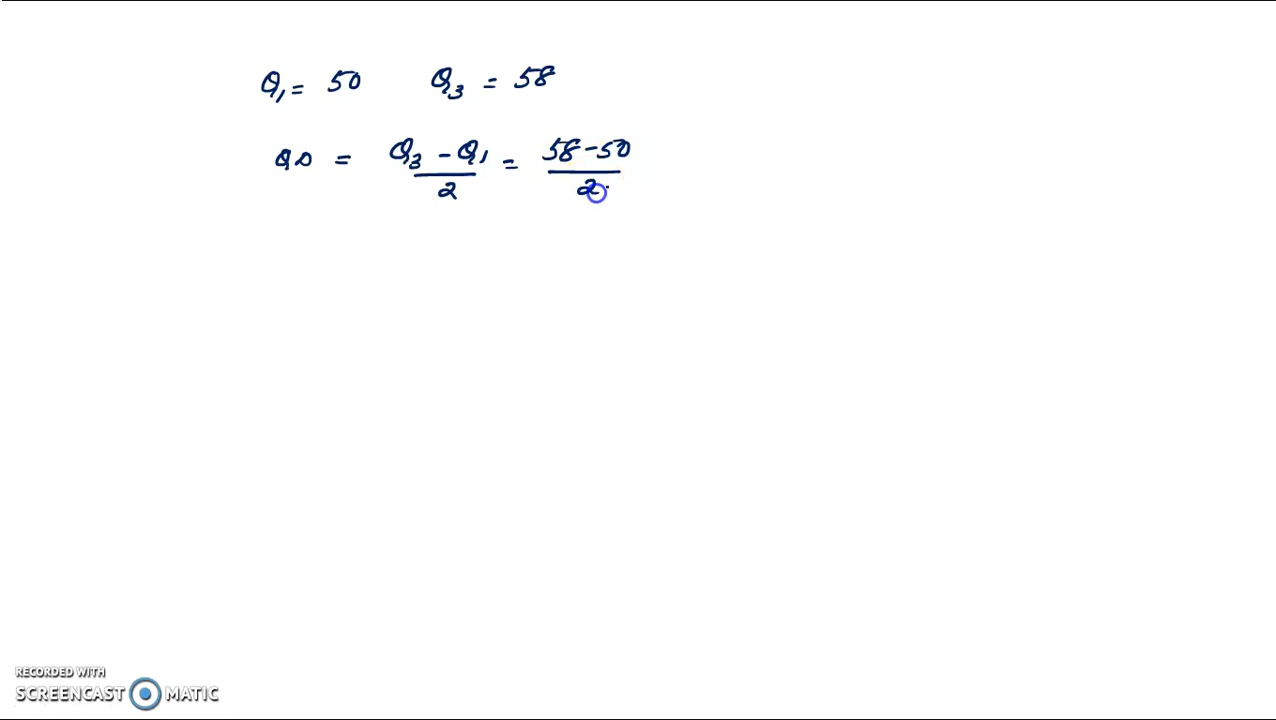 Q₁ = 50 Q₃ = 58
QD = Q₃ - Q₁ / 2 = 58 - 50 / 2
RECORDED WITH
SCREENCAST MATIC